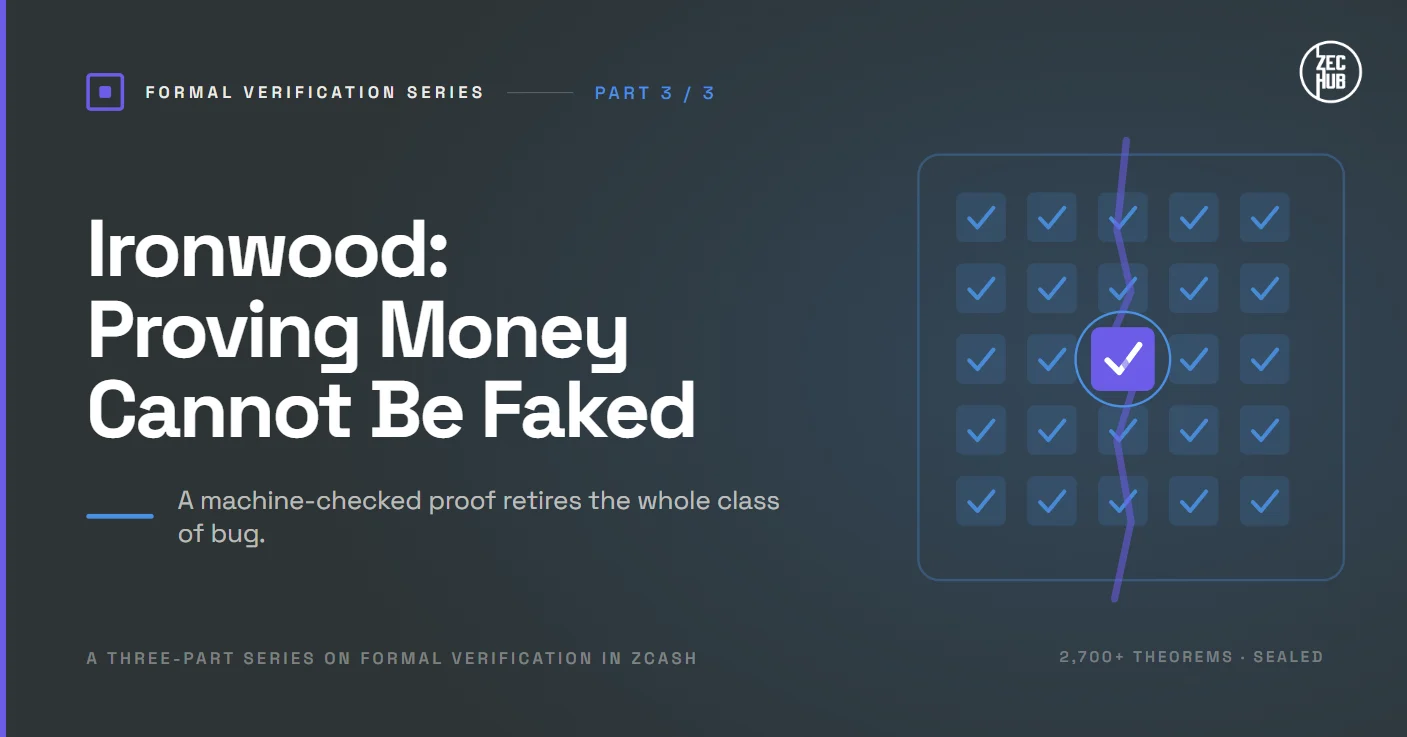 FORMAL VERIFICATION SERIES
PART 3 / 3
ZEC
HUB
Ironwood:
Proving Money
Cannot Be Faked
A machine-checked proof retires the whole class
of bug.
A THREE-PART SERIES ON FORMAL VERIFICATION IN ZCASH
2,700+ THEOREMS · SEALED